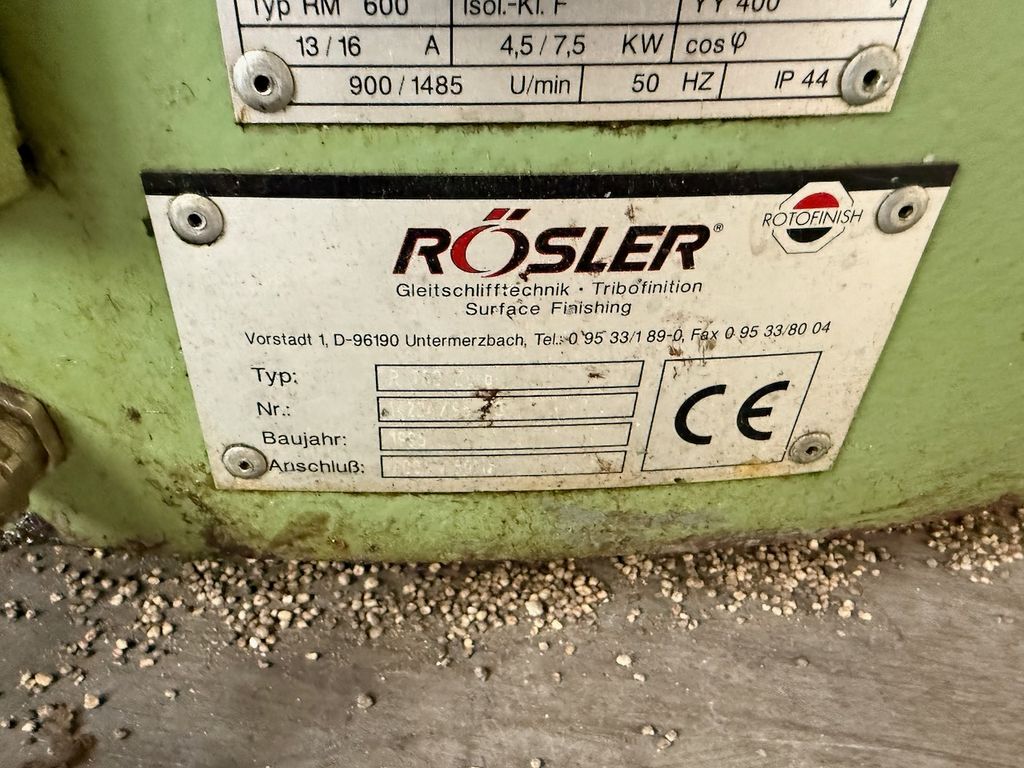 Typ RM 600 Isol.-Kl. F YY 400 V
13 / 16 A 4,5 / 7,5 KW cos φ
900 / 1485 U/min 50 HZ IP 44
RÖSLER®
ROTOFINISH
Gleitschlifftechnik · Tribofinition
Surface Finishing
Vorstadt 1, D-96190 Untermerzbach, Tel.: 0 95 33/1 89-0, Fax 0 95 33/80 04
Typ:
Nr.:
Baujahr:
Anschluß:
CE